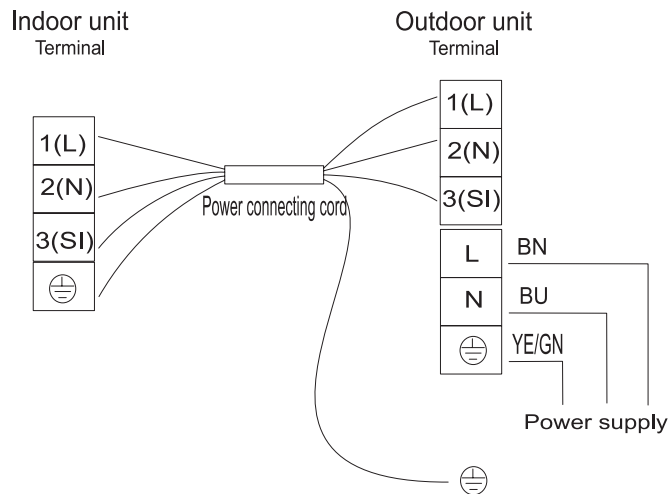 Indoor unit
Terminal
1(L)
2(N)
3(SI)
Power connecting cord
Outdoor unit
Terminal
1(L)
2(N)
3(SI)
L
BN
N
BU
YE/GN
Power supply